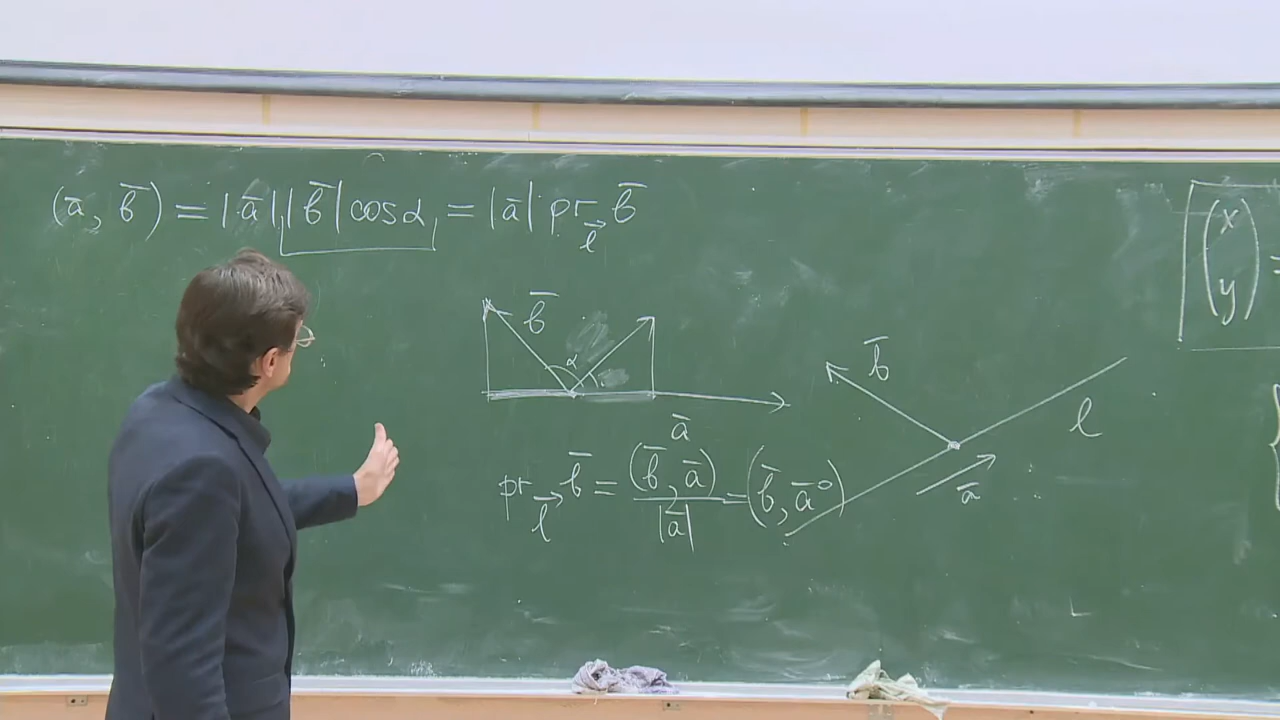 (ā, b̄) = |ā| |b̄| cos α = |ā| pr_l⃗ b̄
b̄
α
ā
b̄
l
ā
pr_l⃗ b̄ = (b̄, ā) / |ā| = (b̄, ā°)
(x
y) =